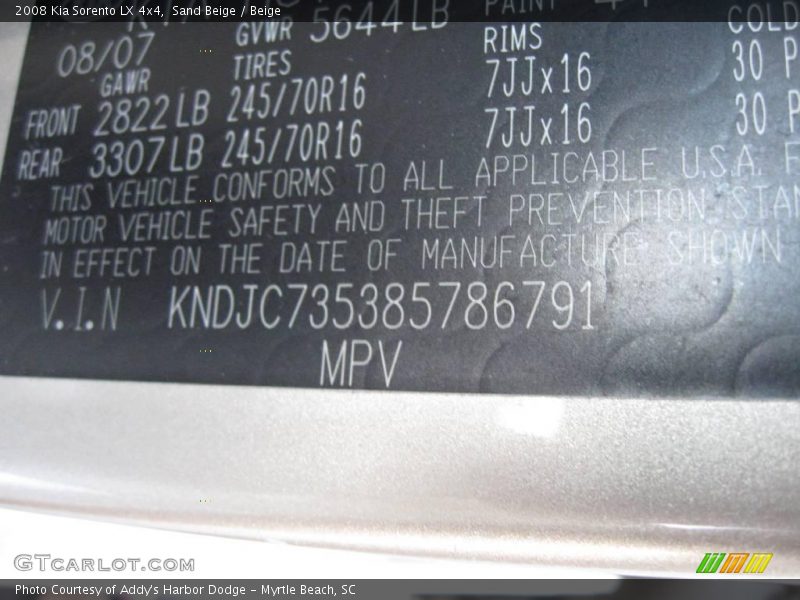 2008 Kia Sorento LX 4x4, Sand Beige / Beige
GVWR 5644LB PAINT
08/07 TIRES RIMS COLD
GAWR
FRONT 2822LB 245/70R16 7JJx16 30 P
REAR 3307LB 245/70R16 7JJx16 30 P
THIS VEHICLE CONFORMS TO ALL APPLICABLE U.S.A. F
MOTOR VEHICLE SAFETY AND THEFT PREVENTION STAN
IN EFFECT ON THE DATE OF MANUFACTURE SHOWN
V.I.N KNDJC735385786791
MPV
GTCARLOT.COM
Photo Courtesy of Addy's Harbor Dodge – Myrtle Beach, SC